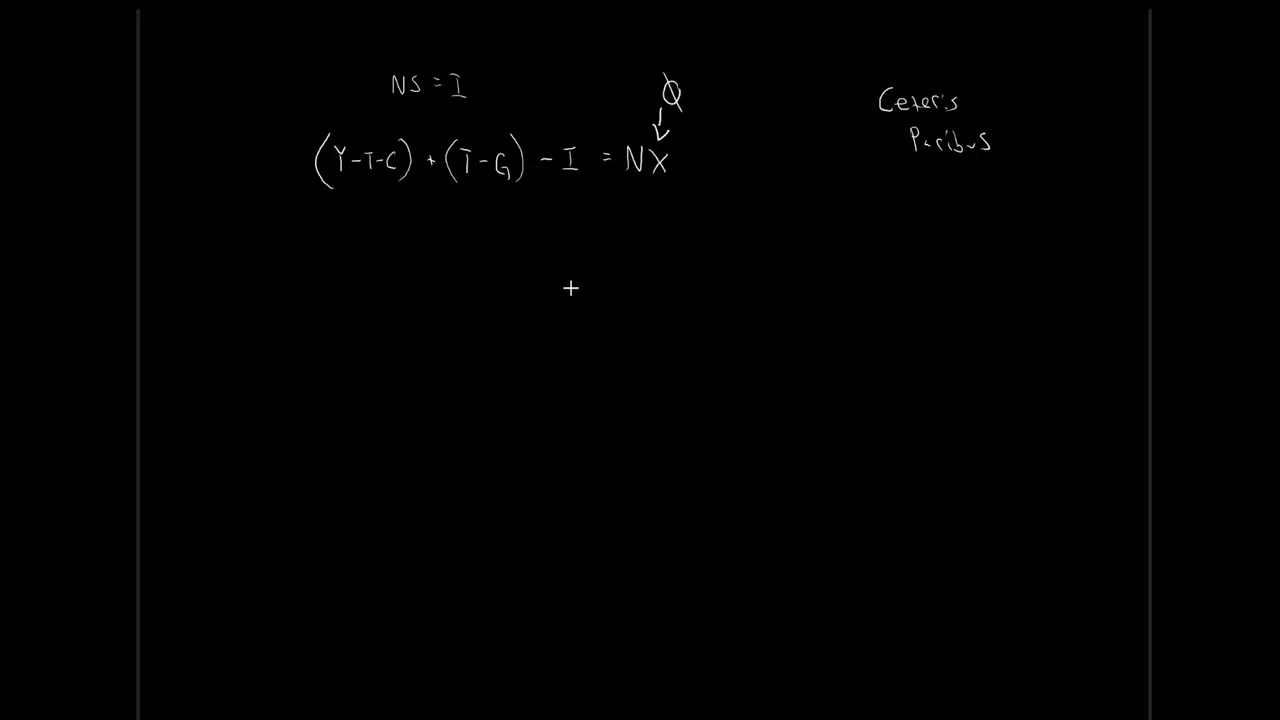 NS = I
Ø
Ceteris
Paribus
(Y-T-C) + (T-G) - I = NX